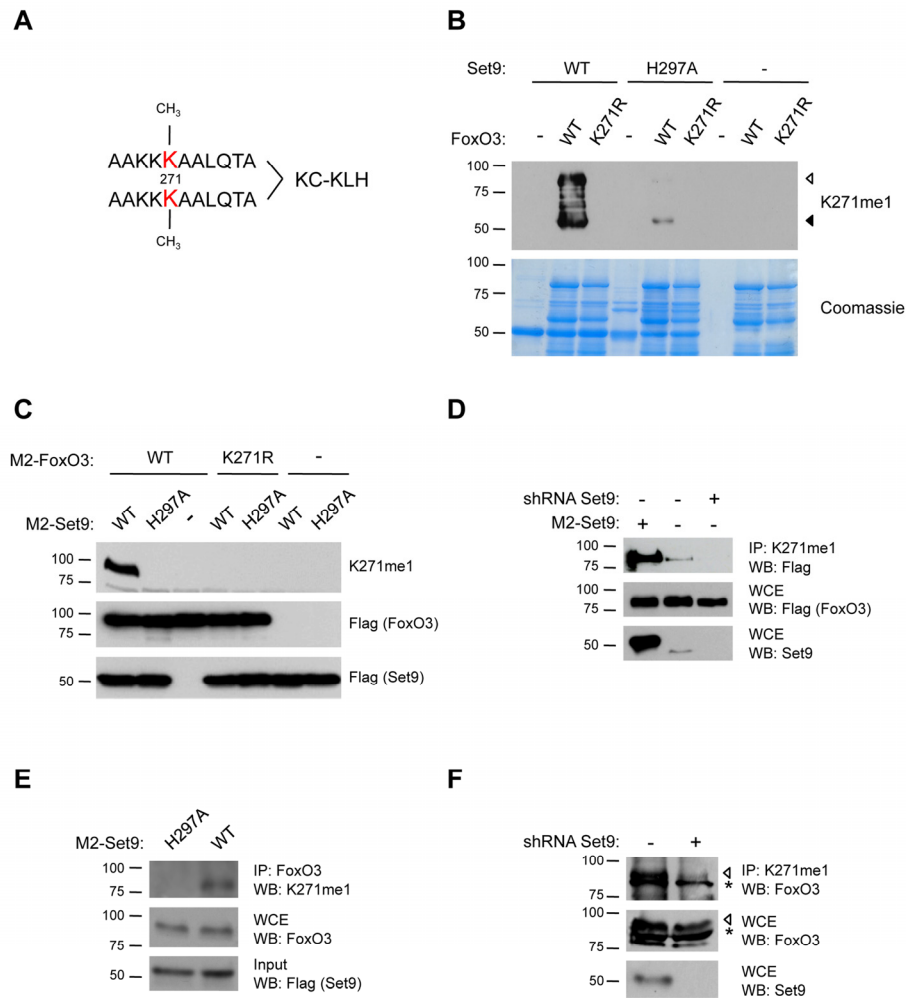 A
CH3
AAKKKAALQTA
271
KC-KLH
AAKKKAALQTA
CH3
B
Set9: WT H297A -
FoxO3: - WT K271R - WT K271R - WT K271R
100
75
50
K271me1
100
75
50
Coomassie
C
M2-FoxO3: WT K271R -
M2-Set9: WT H297A - WT H297A WT H297A
100
75
K271me1
100
75
Flag (FoxO3)
50
Flag (Set9)
D
shRNA Set9: - - +
M2-Set9: + - -
100
75
IP: K271me1
WB: Flag
100
75
WCE
WB: Flag (FoxO3)
50
WCE
WB: Set9
E
M2-Set9: H297A WT
100
75
IP: FoxO3
WB: K271me1
100
75
WCE
WB: FoxO3
50
Input
WB: Flag (Set9)
F
shRNA Set9: - +
100
75
*
IP: K271me1
WB: FoxO3
100
75
*
WCE
WB: FoxO3
50
WCE
WB: Set9